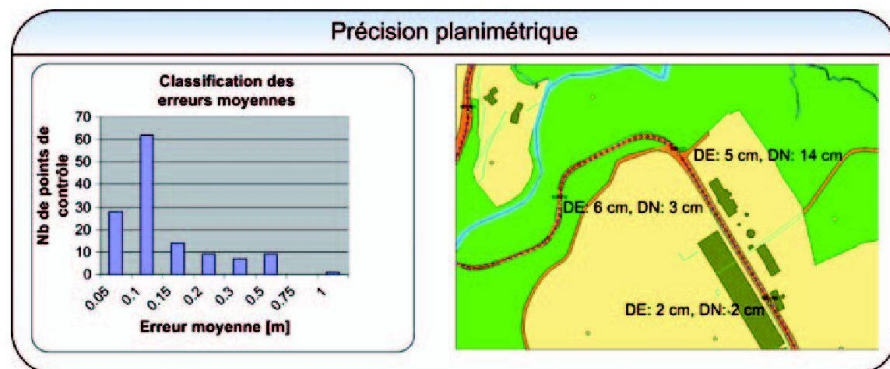 Précision planimétrique
Classification des
erreurs moyennes
Nb de points de
contrôle
70
60
50
40
30
20
10
0
0.05
0.1
0.15
0.2
0.3
0.5
0.75
1
Erreur moyenne [m]
DE: 5 cm, DN: 14 cm
DE: 6 cm, DN: 3 cm
DE: 2 cm, DN:-2 cm